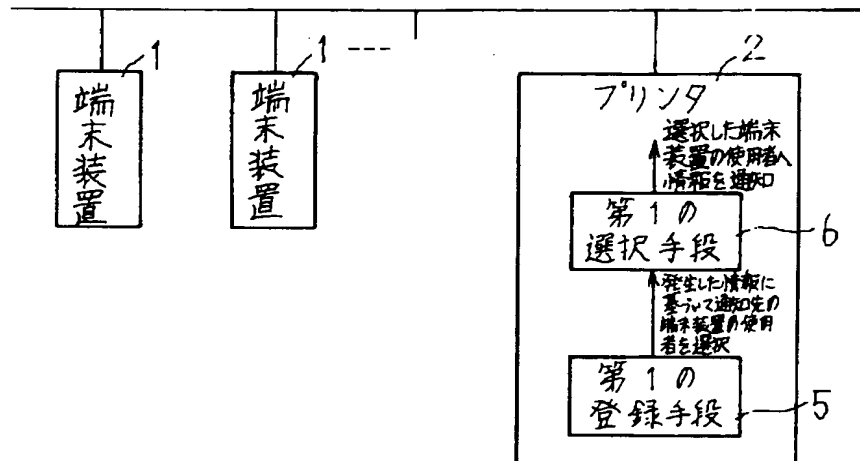 1
端末装置
1
端末装置
2
プリンタ
選択した端末
装置の使用者へ
情報を通知
第1の
選択手段
6
発生した情報に
基づいて通知先の
端末装置の使用
者を選択
第1の
登録手段
5